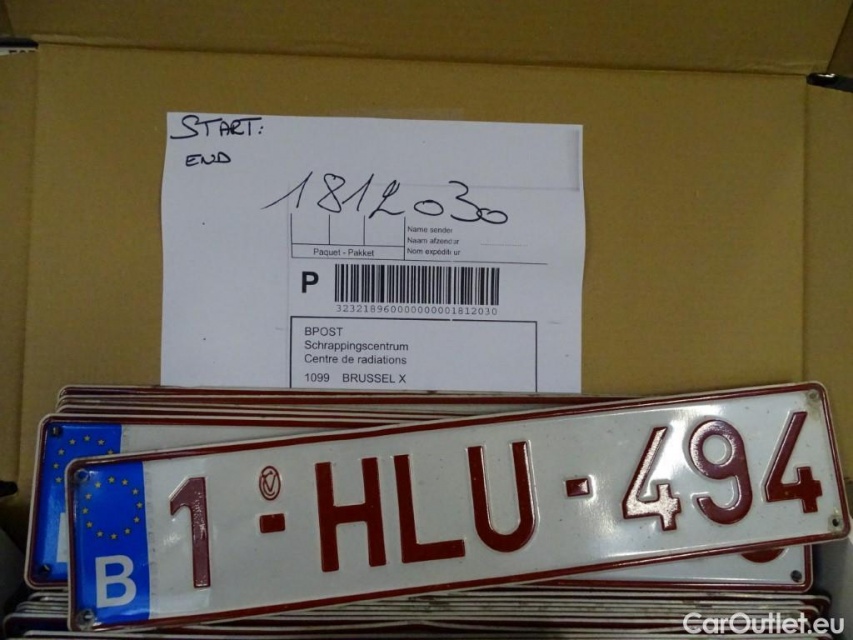 START:
END
1812030
Name sender
Naam afzender
Paquet - Pakket
Nom expéditeur
P
323218960000000001812030
BPOST
Schrappingscentrum
Centre de radiations
1099 BRUSSEL X
1-HLU-494
B
CarOutlet.eu